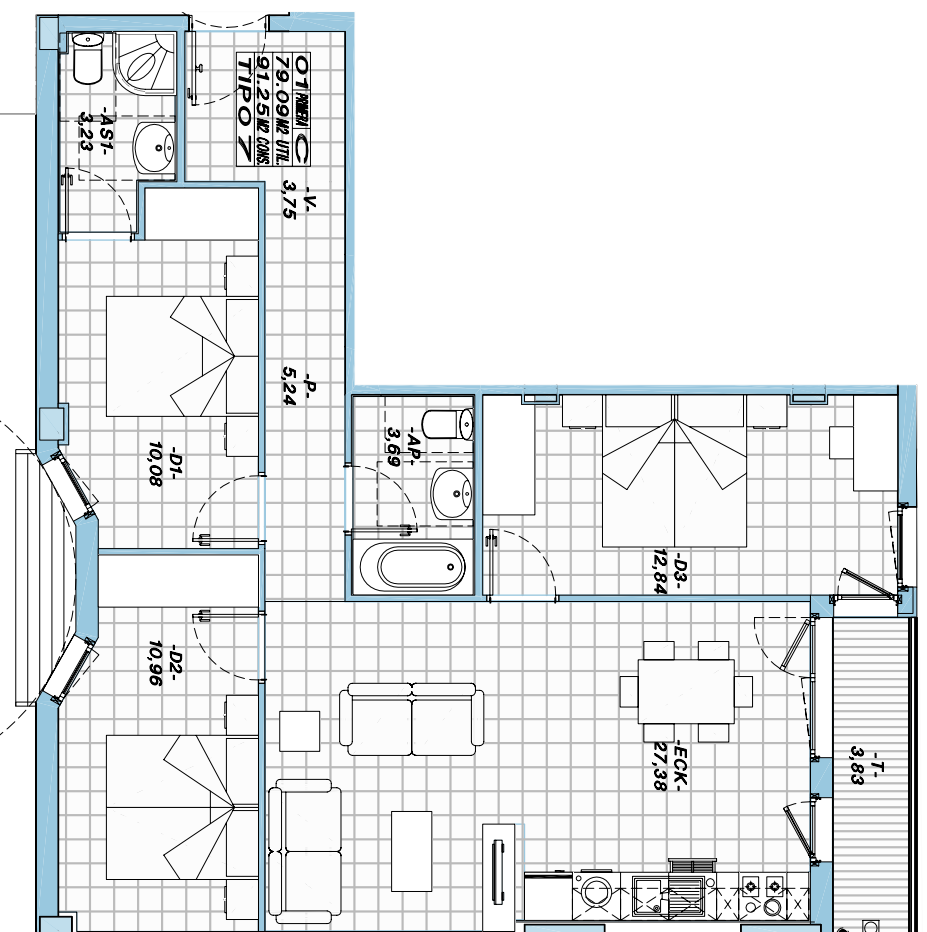 01 PRIMERA C
79.09 M2 UTIL.
91.25 M2 CONS.
TIPO 7
-AS1-
3,23
-V-
3,75
-P-
5,24
-AP-
3,69
-D1-
10,08
-D3-
12,84
-D2-
10,96
-ECK-
27,38
-T-
3,83